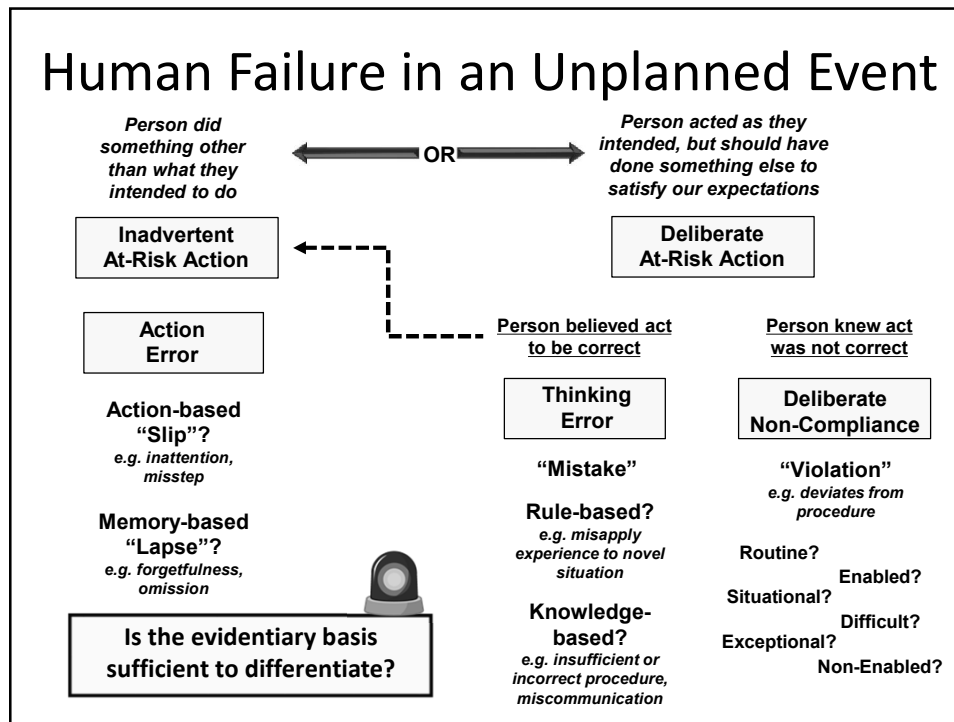 Human Failure in an Unplanned Event
Person did
something other
than what they
intended to do
OR
Person acted as they
intended, but should have
done something else to
satisfy our expectations
Inadvertent
At-Risk Action
Deliberate
At-Risk Action
Action
Error
Person believed act
to be correct
Person knew act
was not correct
Thinking
Error
Deliberate
Non-Compliance
Action-based
“Slip”?
e.g. inattention,
misstep
Memory-based
“Lapse”?
e.g. forgetfulness,
omission
“Mistake”
Rule-based?
e.g. misapply
experience to novel
situation
Knowledge-
based?
e.g. insufficient or
incorrect procedure,
miscommunication
“Violation”
e.g. deviates from
procedure
Routine?
Enabled?
Situational?
Difficult?
Exceptional?
Non-Enabled?
Is the evidentiary basis
sufficient to differentiate?